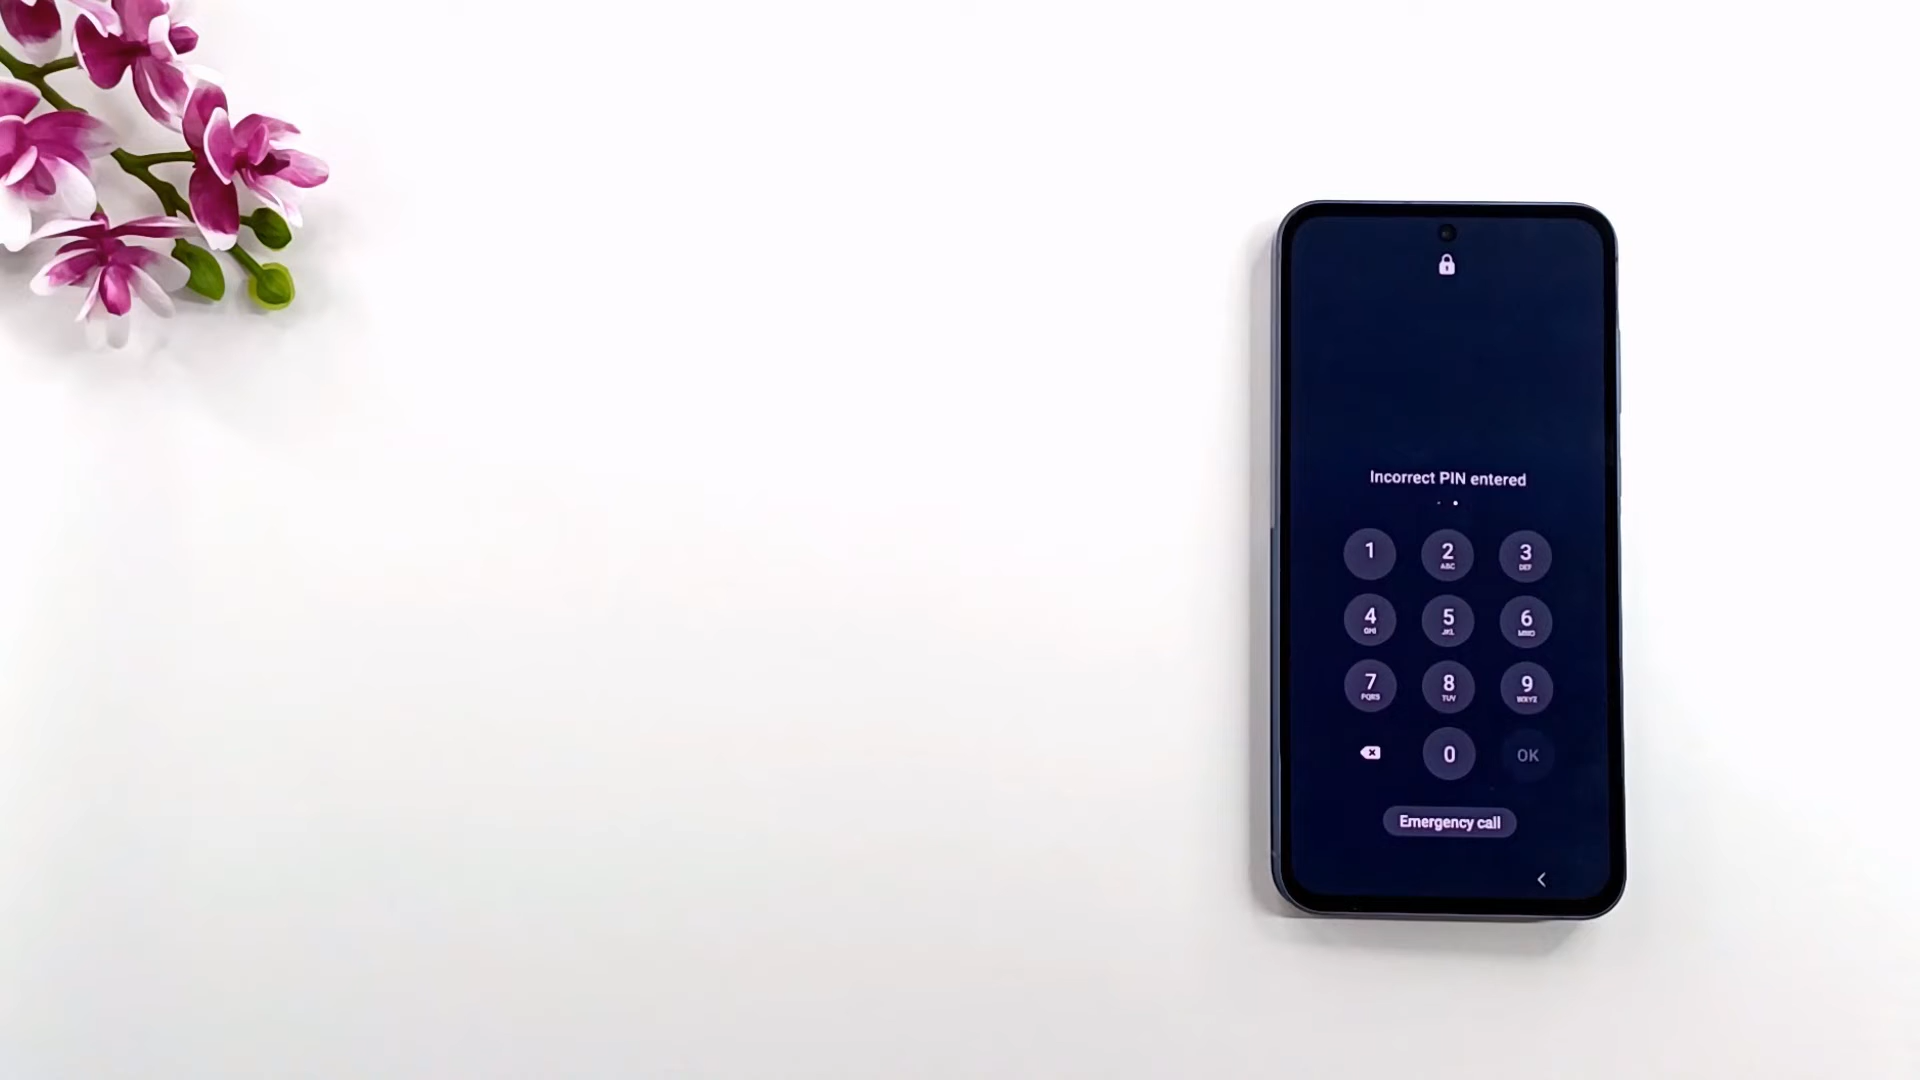 Incorrect PIN entered
1 2 3
ABC DEF
4 5 6
GHI JKL MNO
7 8 9
PQRS TUV WXYZ
0 OK
Emergency call